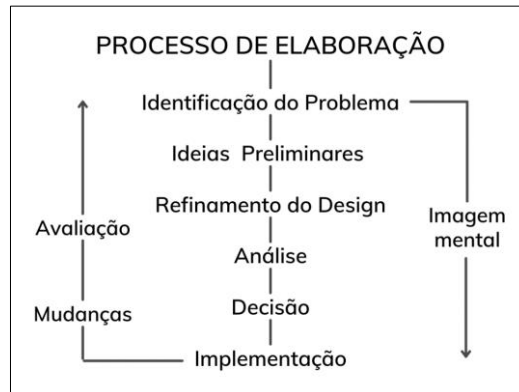 PROCESSO DE ELABORAÇÃO
Identificação do Problema
Ideias Preliminares
Refinamento do Design
Análise
Decisão
Implementação
Avaliação
Mudanças
Imagem
mental